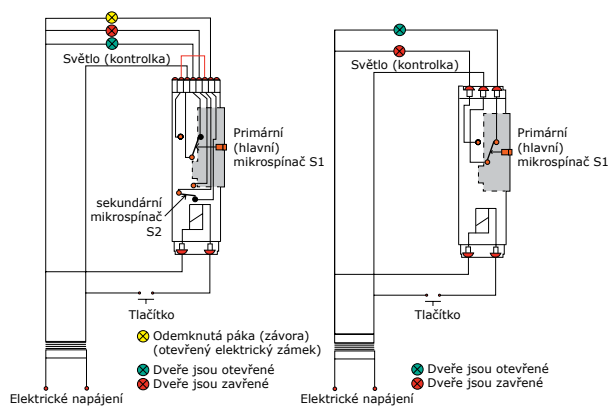 Světlo (kontrolka)
Primární
(hlavní)
mikrospínač S1
sekundární
mikrospínač
S2
Tlačítko
Odemknutá páka (závora)
(otevřený elektrický zámek)
Dveře jsou otevřené
Dveře jsou zavřené
Elektrické napájení
Světlo (kontrolka)
Primární
(hlavní)
mikrospínač S1
Tlačítko
Dveře jsou otevřené
Dveře jsou zavřené
Elektrické napájení